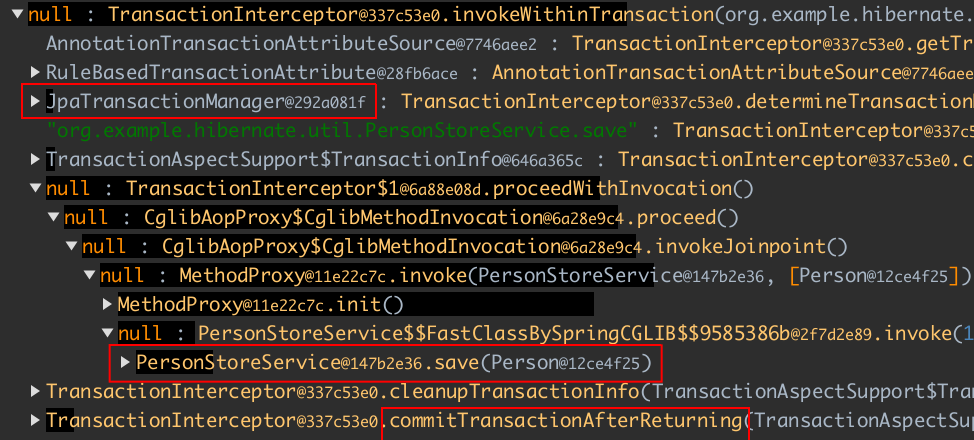 null : TransactionInterceptor@337c53e0.invokeWithinTransaction(org.example.hibernate.
AnnotationTransactionAttributeSource@7746aee2 : TransactionInterceptor@337c53e0.getTr
RuleBasedTransactionAttribute@28fb6ace : AnnotationTransactionAttributeSource@7746aee
JpaTransactionManager@292a081f : TransactionInterceptor@337c53e0.determineTransaction
"org.example.hibernate.util.PersonStoreService.save" : TransactionInterceptor@337c5
TransactionAspectSupport$TransactionInfo@646a365c : TransactionInterceptor@337c53e0.c
null : TransactionInterceptor$1@6a88e08d.proceedWithInvocation()
null : CglibAopProxy$CglibMethodInvocation@6a28e9c4.proceed()
null : CglibAopProxy$CglibMethodInvocation@6a28e9c4.invokeJoinpoint()
null : MethodProxy@11e22c7c.invoke(PersonStoreService@147b2e36, [Person@12ce4f25])
MethodProxy@11e22c7c.init()
null : PersonStoreService$$FastClassBySpringCGLIB$$9585386b@2f7d2e89.invoke(1
PersonStoreService@147b2e36.save(Person@12ce4f25)
TransactionInterceptor@337c53e0.cleanupTransactionInfo(TransactionAspectSupport$Tran
TransactionInterceptor@337c53e0.commitTransactionAfterReturning(TransactionAspectSup